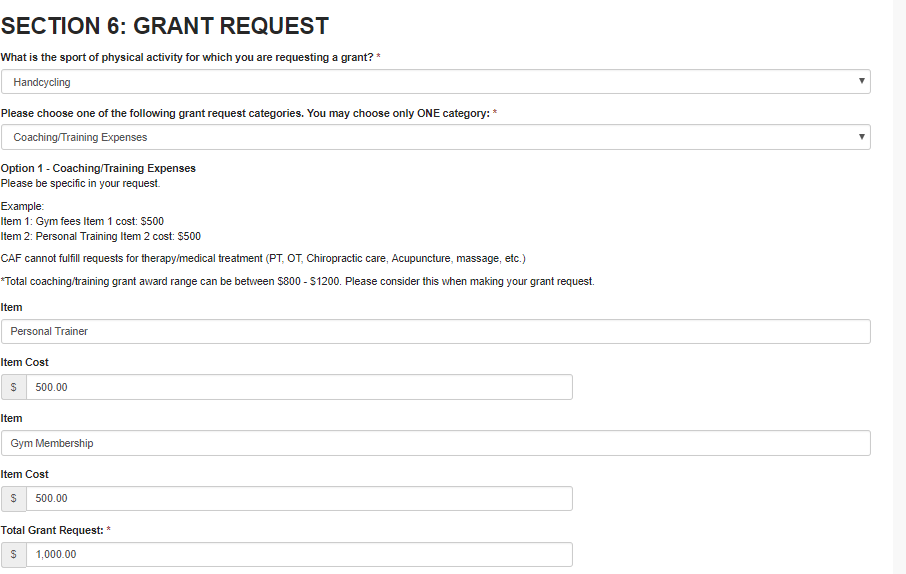 SECTION 6: GRANT REQUEST
What is the sport of physical activity for which you are requesting a grant? *
Handcycling
Please choose one of the following grant request categories. You may choose only ONE category: *
Coaching/Training Expenses
Option 1 - Coaching/Training Expenses
Please be specific in your request.
Example:
Item 1: Gym fees Item 1 cost: $500
Item 2: Personal Training Item 2 cost: $500
CAF cannot fulfill requests for therapy/medical treatment (PT, OT, Chiropractic care, Acupuncture, massage, etc.)
*Total coaching/training grant award range can be between $800 - $1200. Please consider this when making your grant request.
Item
Personal Trainer
Item Cost
$ 500.00
Item
Gym Membership
Item Cost
$ 500.00
Total Grant Request: *
$ 1,000.00